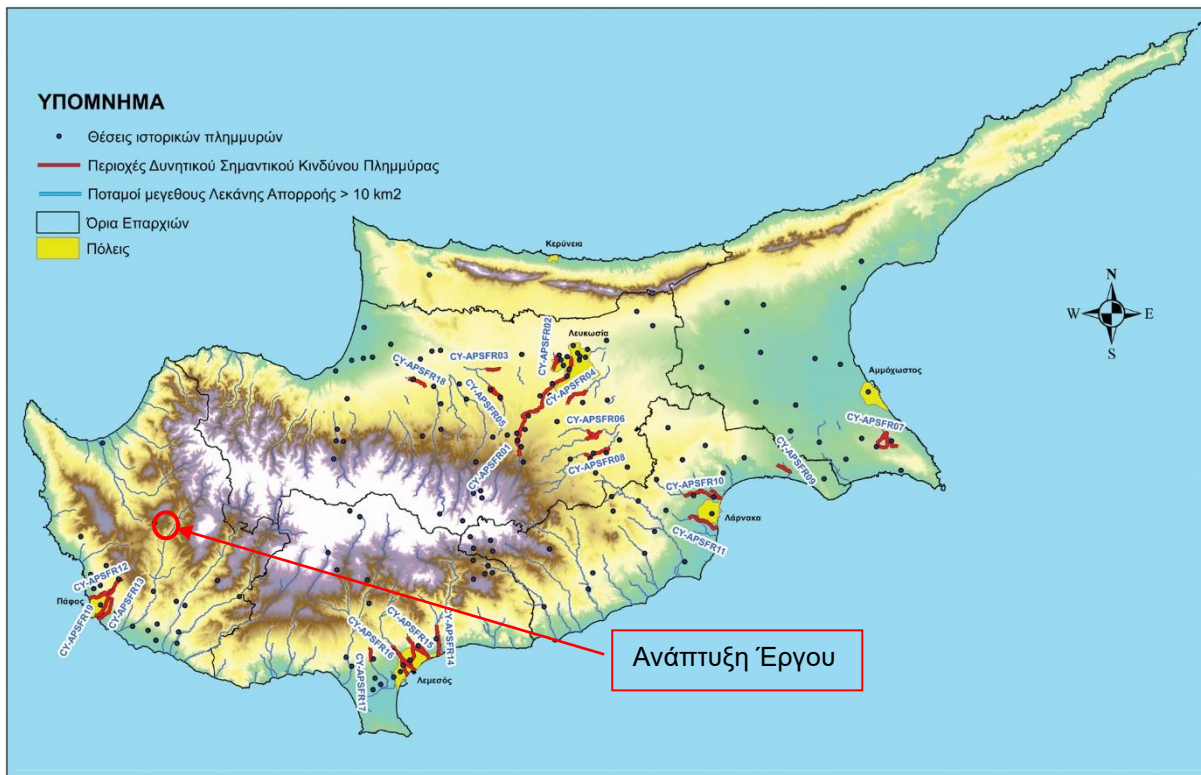 ΥΠΟΜΝΗΜΑ
Θέσεις ιστορικών πλημμυρών
Περιοχές Δυνητικού Σημαντικού Κινδύνου Πλημμύρας
Ποταμοί μεγεθους Λεκάνης Απορροής > 10 km2
Όρια Επαρχιών
Πόλεις
Κερύνεια
N
W
E
S
CY-APSFR02
Λευκωσία
CY-APSFR03
CY-APSFR18
CY-APSFR04
CY-APSFR05
Αμμόχωστος
CY-APSFR06
CY-APSFR07
CY-APSFR01
CY-APSFR08
CY-APSFR09
CY-APSFR10
Λάρνακα
CY-APSFR11
CY-APSFR12
Πάφος
CY-APSFR13
CY-APSFR19
CY-APSFR14
CY-APSFR15
CY-APSFR16
CY-APSFR17
Λεμεσός
Ανάπτυξη Έργου